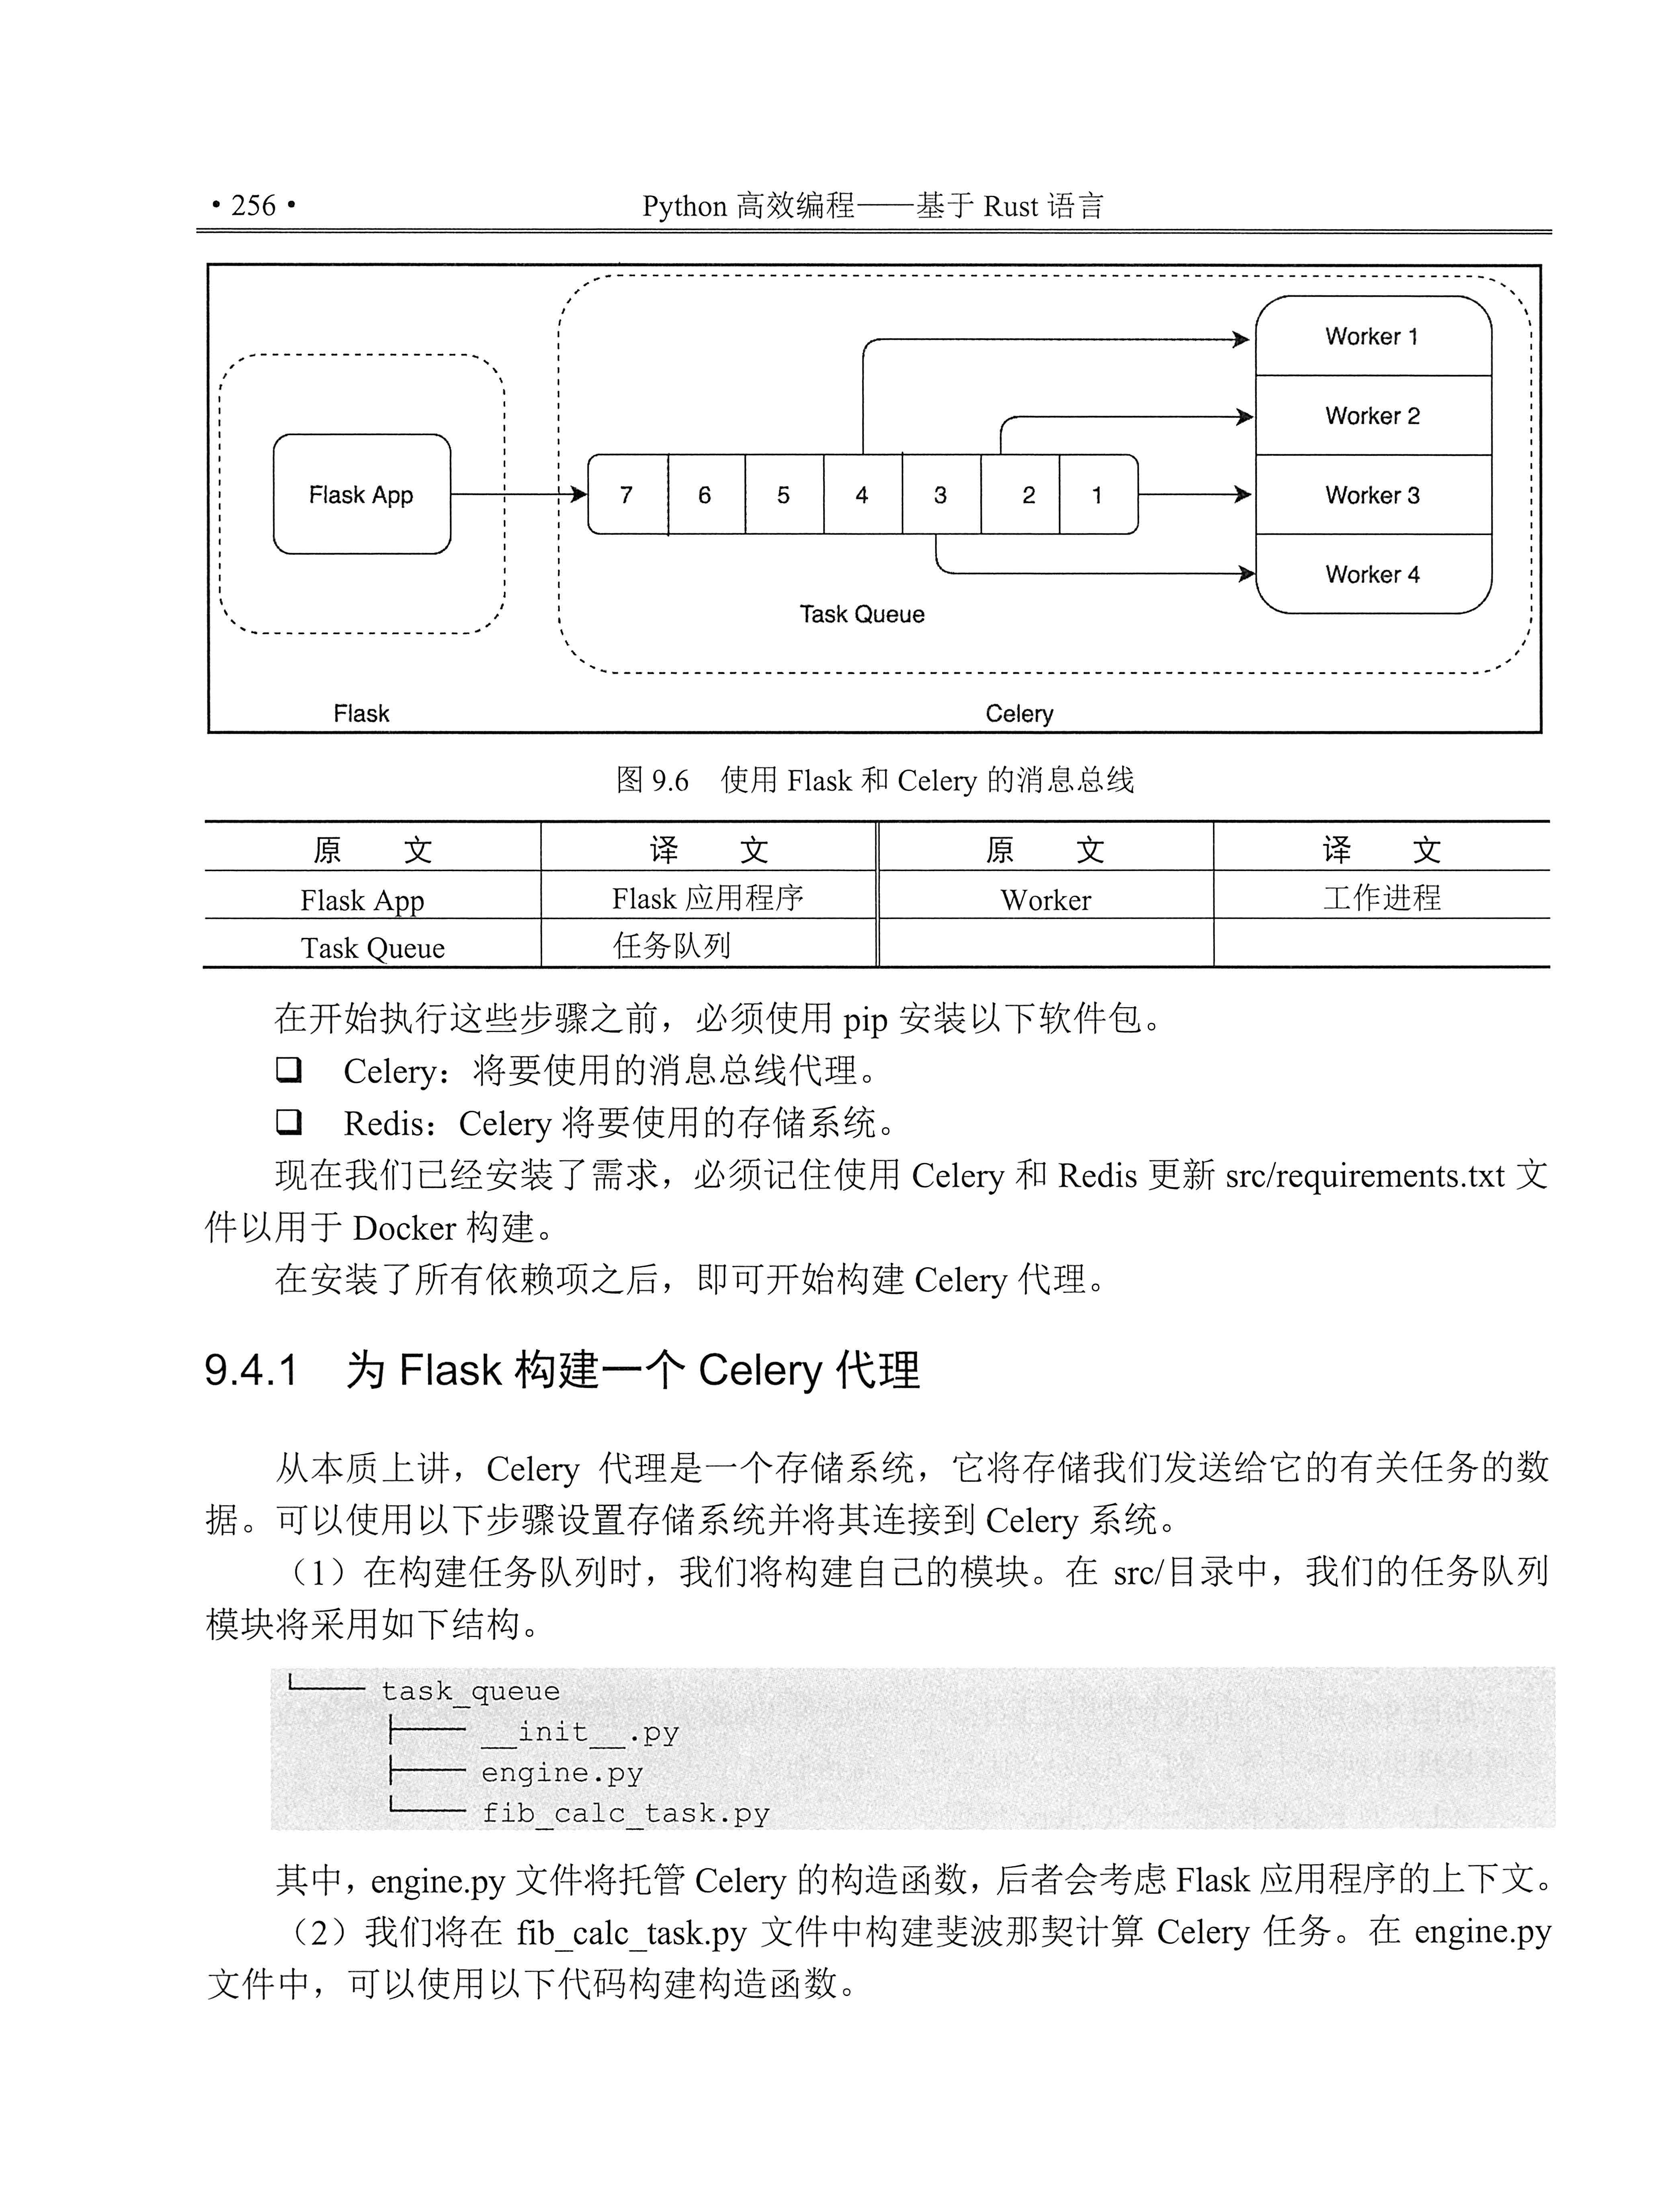 • 256 •
Python 高效编程——基于 Rust 语言
Worker 1
Worker 2
Flask App
7 6 5 4 3 2 1
Worker 3
Worker 4
Task Queue
Flask
Celery
图 9.6 使用 Flask 和 Celery 的消息总线
原 文 译 文 原 文 译 文
Flask App Flask 应用程序 Worker 工作进程
Task Queue 任务队列
在开始执行这些步骤之前，必须使用 pip 安装以下软件包。
❑ Celery：将要使用的消息总线代理。
❑ Redis：Celery 将要使用的存储系统。
现在我们已经安装了需求，必须记住使用 Celery 和 Redis 更新 src/requirements.txt 文
件以用于 Docker 构建。
在安装了所有依赖项之后，即可开始构建 Celery 代理。
9.4.1 为 Flask 构建一个 Celery 代理
从本质上讲，Celery 代理是一个存储系统，它将存储我们发送给它的有关任务的数
据。可以使用以下步骤设置存储系统并将其连接到 Celery 系统。
（1）在构建任务队列时，我们将构建自己的模块。在 src/目录中，我们的任务队列
模块将采用如下结构。
└── task_queue
├── __init__.py
├── engine.py
└── fib_calc_task.py
其中，engine.py 文件将托管 Celery 的构造函数，后者会考虑 Flask 应用程序的上下文。
（2）我们将在 fib_calc_task.py 文件中构建斐波那契计算 Celery 任务。在 engine.py
文件中，可以使用以下代码构建构造函数。